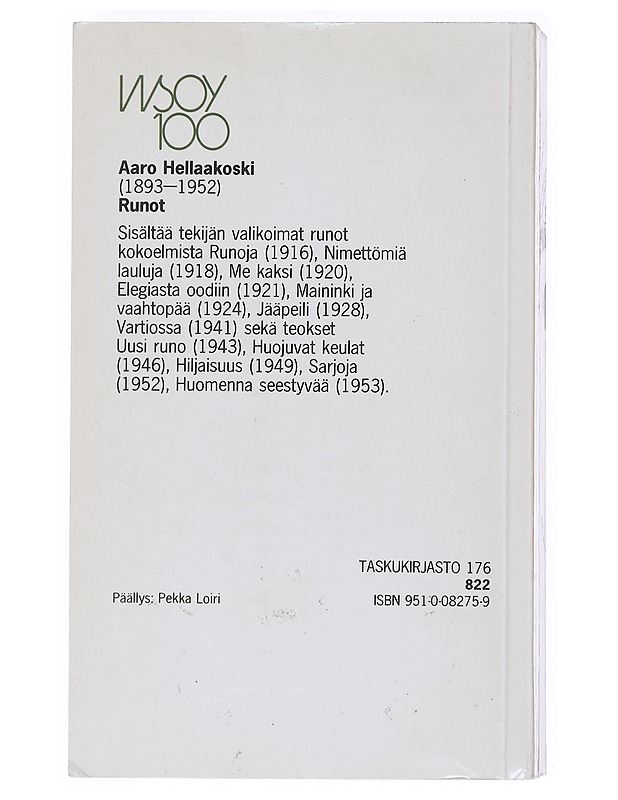 WSOY
100
Aaro Hellaakoski
(1893—1952)
Runot
Sisältää tekijän valikoimat runot
kokoelmista Runoja (1916), Nimettömiä
lauluja (1918), Me kaksi (1920),
Elegiasta oodiin (1921), Maininki ja
vaahtopää (1924), Jääpeili (1928),
Vartiossa (1941) sekä teokset
Uusi runo (1943), Huojuvat keulat
(1946), Hiljaisuus (1949), Sarjoja
(1952), Huomenna seestyvää (1953).
TASKUKIRJASTO 176
822
Päällys: Pekka Loiri
ISBN 951-0-08275-9